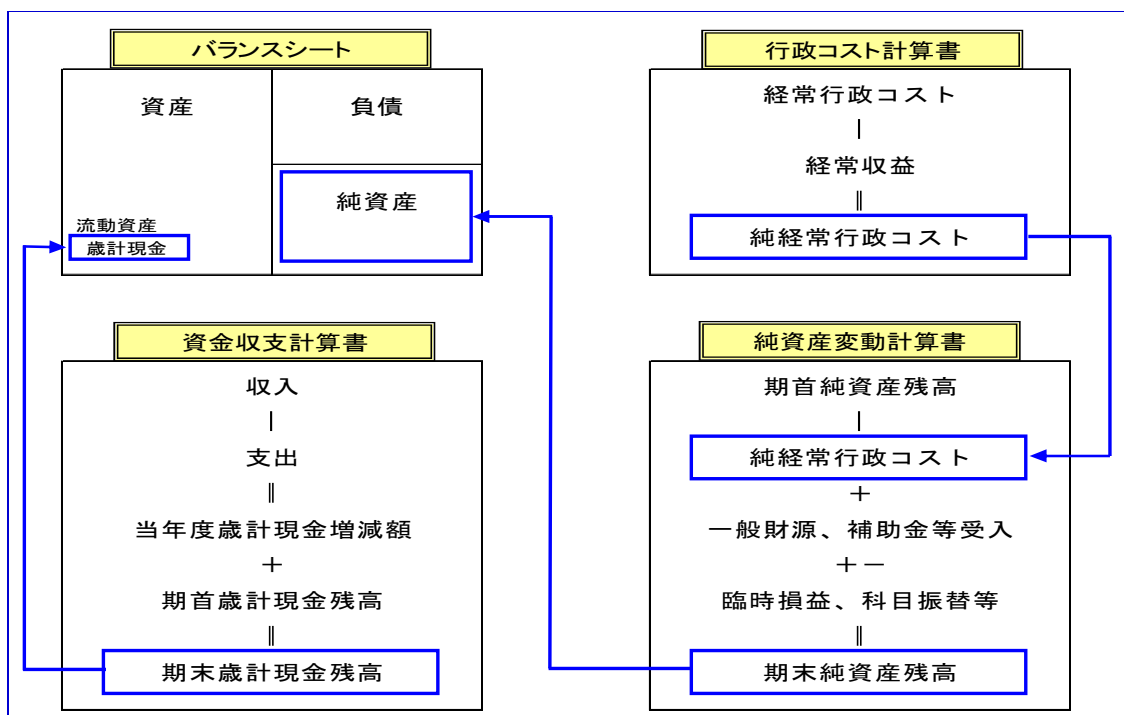 バランスシート
資産
負債
純資産
流動資産
歳計現金
行政コスト計算書
経常行政コスト
|
経常収益
||
純経常行政コスト
資金収支計算書
収入
|
支出
||
当年度歳計現金増減額
+
期首歳計現金残高
||
期末歳計現金残高
純資産変動計算書
期首純資産残高
|
純経常行政コスト
+
一般財源、補助金等受入
+-
臨時損益、科目振替等
||
期末純資産残高